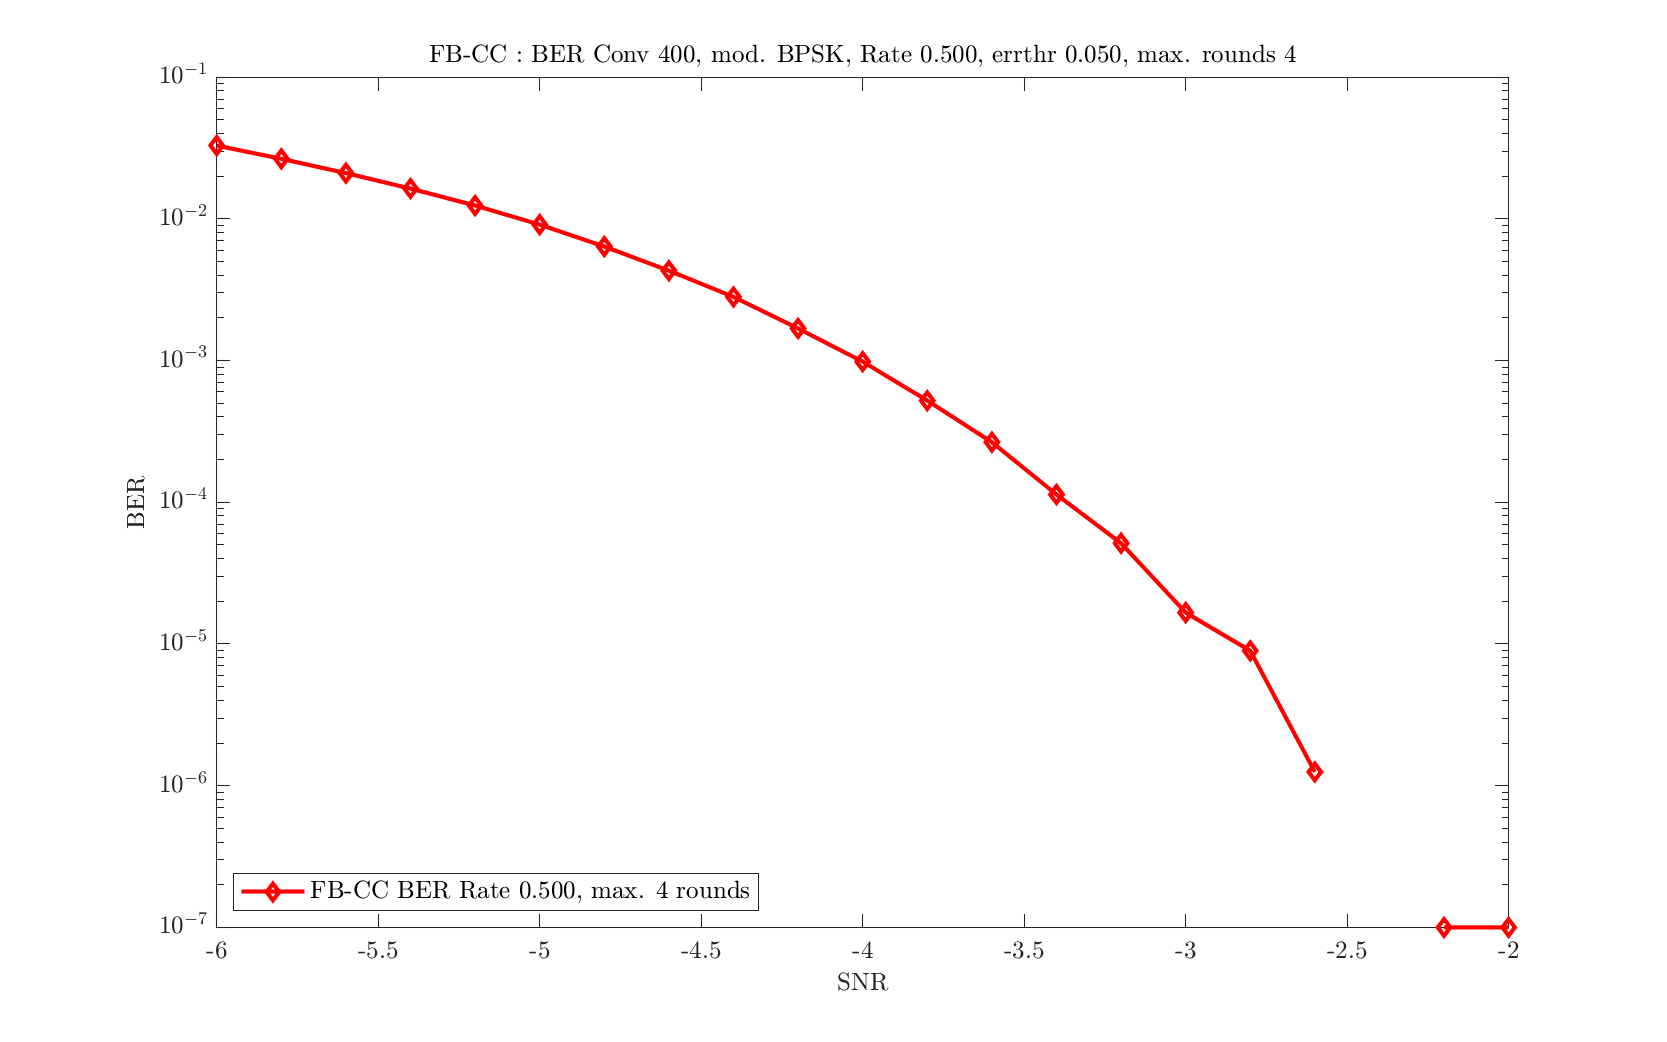 FB-CC : BER Conv 400, mod. BPSK, Rate 0.500, errthr 0.050, max. rounds 4
10^{-1}
10^{-2}
10^{-3}
10^{-4}
10^{-5}
10^{-6}
10^{-7}
BER
FB-CC BER Rate 0.500, max. 4 rounds
-6 -5.5 -5 -4.5 -4 -3.5 -3 -2.5 -2
SNR